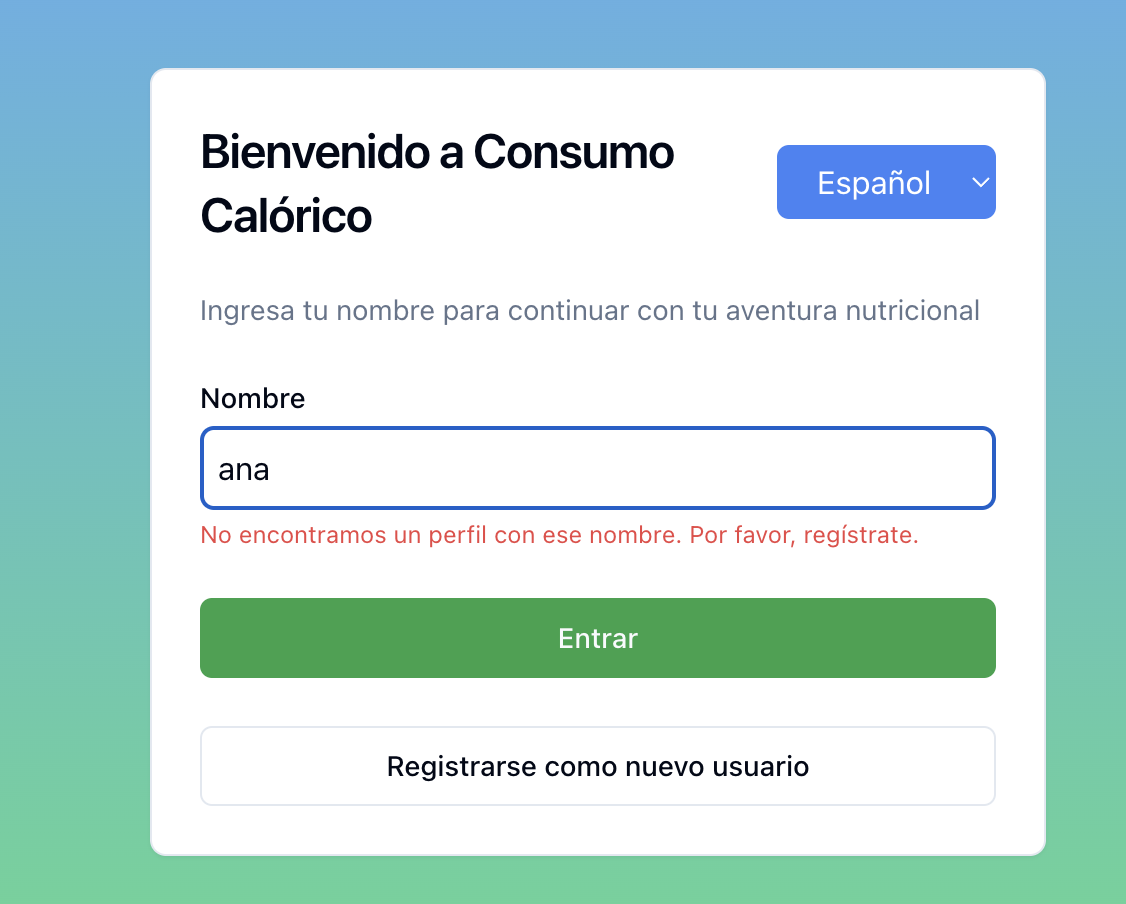 Bienvenido a Consumo
Calórico
Español
Ingresa tu nombre para continuar con tu aventura nutricional
Nombre
ana
No encontramos un perfil con ese nombre. Por favor, regístrate.
Entrar
Registrarse como nuevo usuario